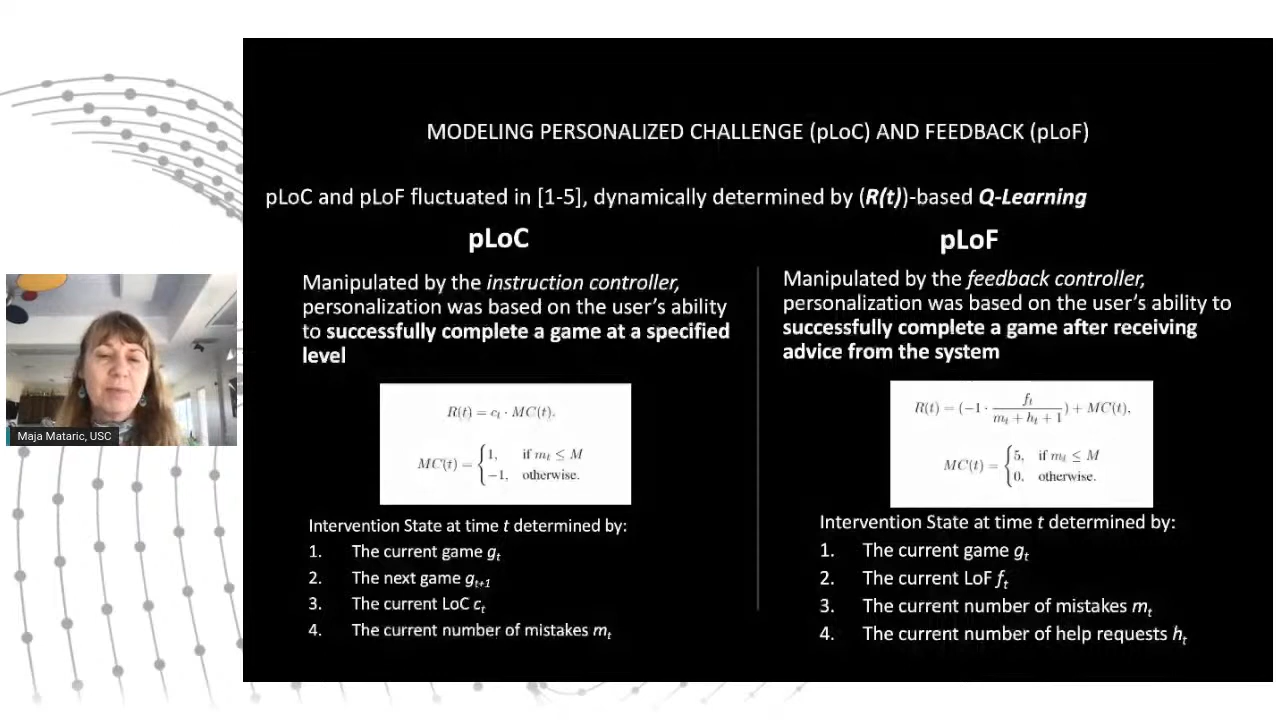 MODELING PERSONALIZED CHALLENGE (pLoC) AND FEEDBACK (pLoF)
pLoC and pLoF fluctuated in [1-5], dynamically determined by (R(t))-based Q-Learning
pLoC
Manipulated by the instruction controller,
personalization was based on the user's ability
to successfully complete a game at a specified
level
R(t) = c_t · MC(t).
MC(t) = { 1, if m_t ≤ M
−1, otherwise.
Intervention State at time t determined by:
1. The current game g_t
2. The next game g_{t+1}
3. The current LoC c_t
4. The current number of mistakes m_t
pLoF
Manipulated by the feedback controller,
personalization was based on the user's ability to
successfully complete a game after receiving
advice from the system
R(t) = (−1 · f_t / (m_t + h_t + 1)) + MC(t),
MC(t) = { 5, if m_t ≤ M
0, otherwise.
Intervention State at time t determined by:
1. The current game g_t
2. The current LoF f_t
3. The current number of mistakes m_t
4. The current number of help requests h_t
Maja Mataric, USC